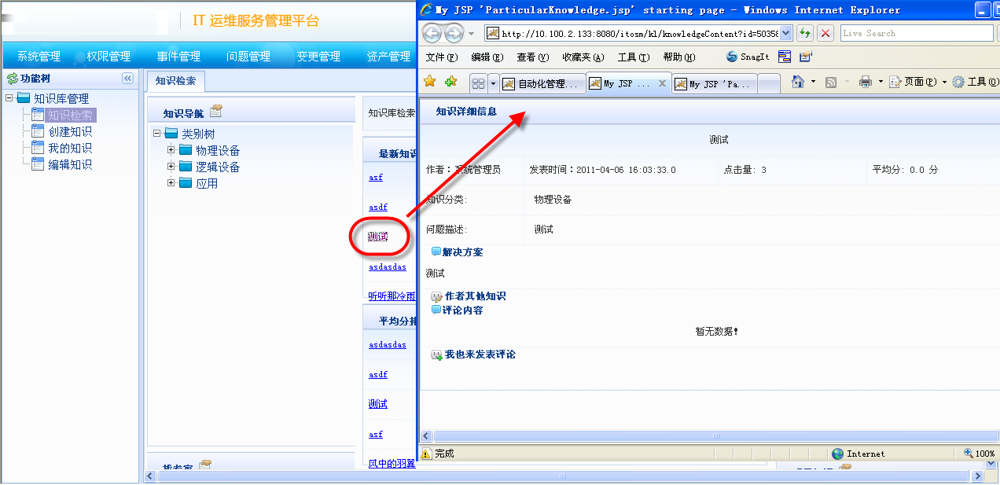 IT 运维服务管理平台
系统管理 权限管理 事件管理 问题管理 变更管理 资产管理
功能树
知识库管理
知识检索
创建知识
我的知识
编辑知识
知识检索
知识导航
类别树
物理设备
逻辑设备
应用
知识库检索
最新知识
asf
asdf
测试
asdasdas
听听那冷雨
平均分排
asdasdas
asdf
测试
asf
风中的羽翼
找专家
My JSP 'ParticularKnowledge.jsp' starting page - Windows Internet Explorer
http://10.100.2.133:8080/itosm/kl/knowledgeContent?id=50358
Live Search
文件(F) 编辑(E) 查看(V) 收藏夹(A) 工具(T) 帮助(H) SnagIt
自动化管理... My JSP ... My JSP 'Pa... 页面(P) 工具(O)
知识详细信息
测试
作者：系统管理员 发表时间：2011-04-06 16:03:33.0 点击量: 3 平均分: 0.0 分
知识分类: 物理设备
问题描述: 测试
解决方案
测试
作者其他知识
评论内容
暂无数据!
我也来发表评论
完成 Internet 100%